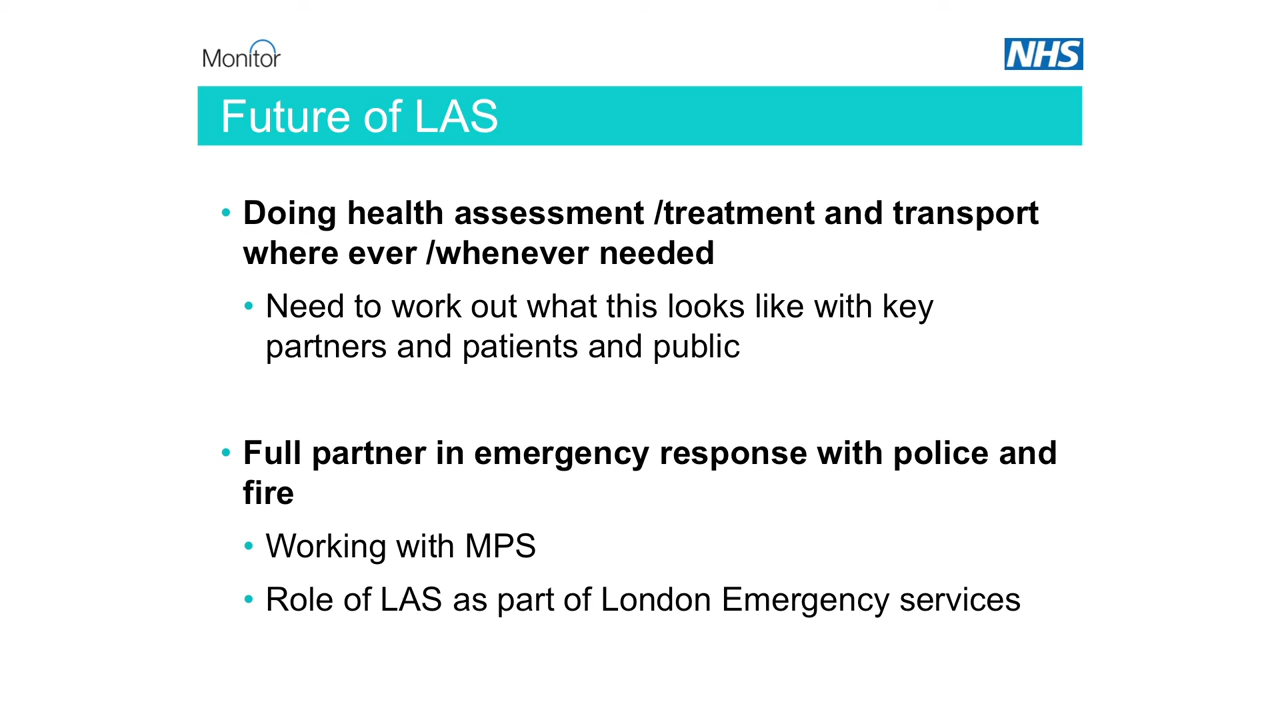 Monitor
NHS
Future of LAS
• Doing health assessment /treatment and transport
where ever /whenever needed
• Need to work out what this looks like with key
partners and patients and public
• Full partner in emergency response with police and
fire
• Working with MPS
• Role of LAS as part of London Emergency services